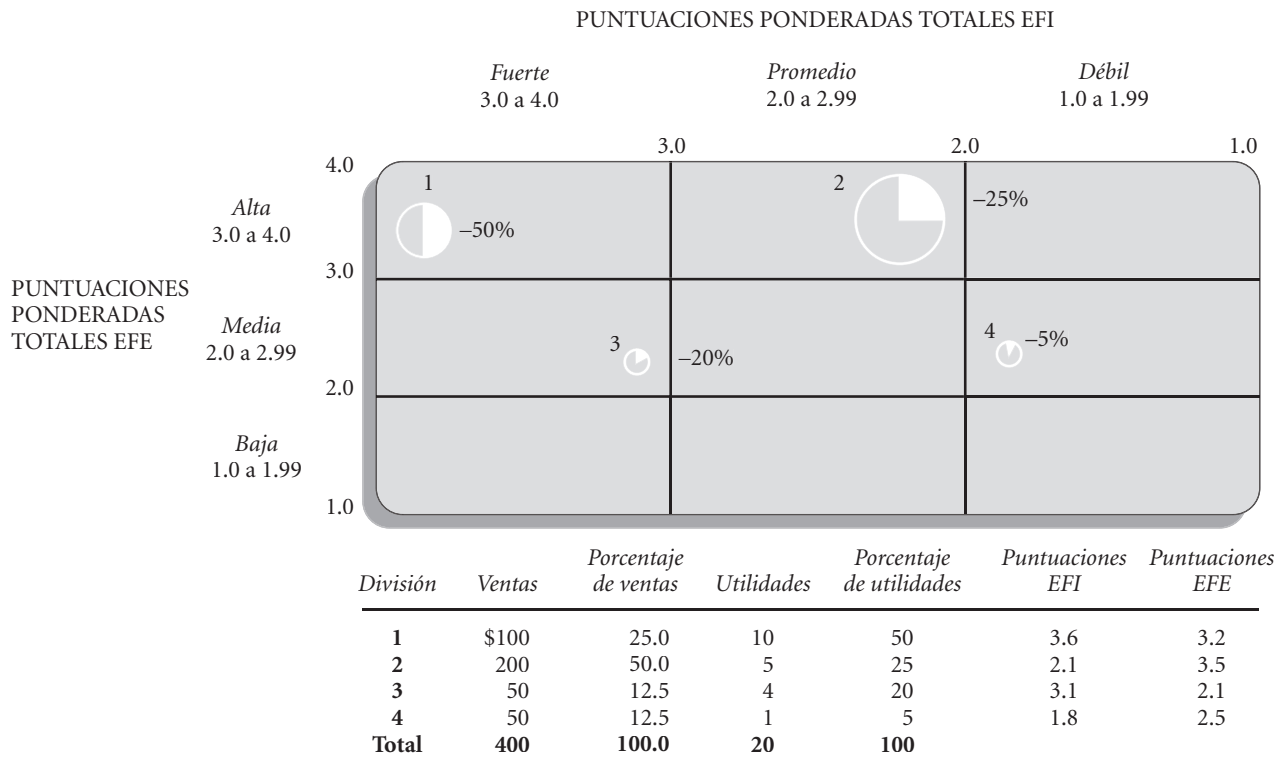 PUNTUACIONES PONDERADAS TOTALES EFI
Fuerte Promedio Débil
3.0 a 4.0 2.0 a 2.99 1.0 a 1.99
3.0 2.0 1.0
4.0
1 2
–25%
Alta
3.0 a 4.0
–50%
3.0
PUNTUACIONES
PONDERADAS
TOTALES EFE
Media
2.0 a 2.99
3 –20%
4 –5%
2.0
Baja
1.0 a 1.99
1.0
Porcentaje Porcentaje Puntuaciones Puntuaciones
División Ventas de ventas Utilidades de utilidades EFI EFE
1 $100 25.0 10 50 3.6 3.2
2 200 50.0 5 25 2.1 3.5
3 50 12.5 4 20 3.1 2.1
4 50 12.5 1 5 1.8 2.5
Total 400 100.0 20 100